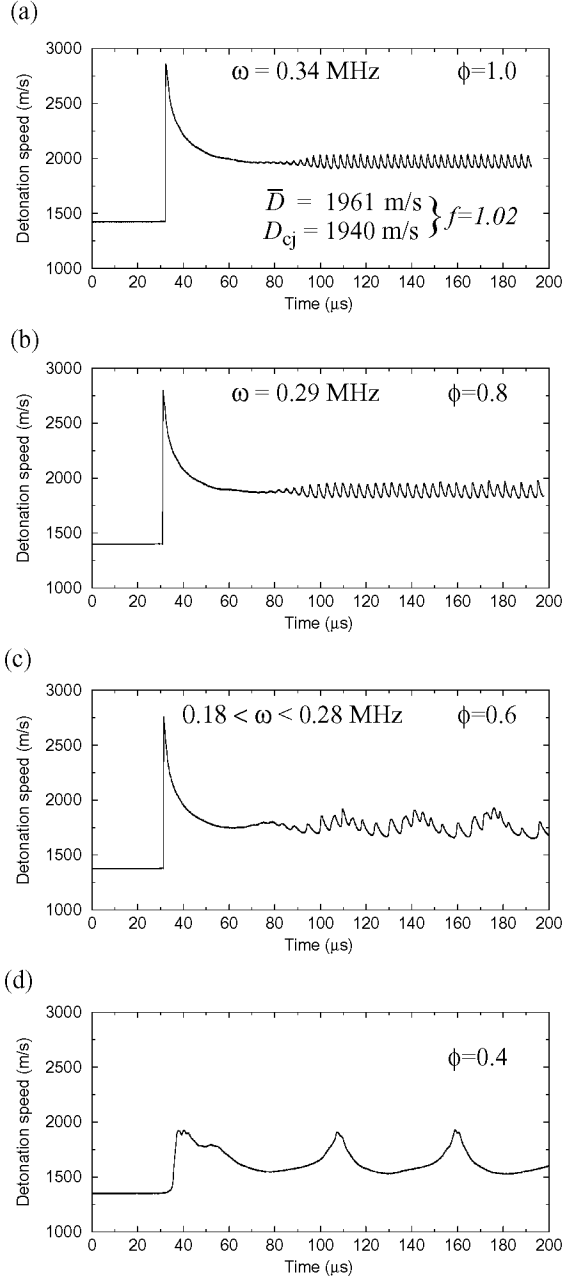 (a)
3000
2500
2000
1500
1000
Detonation speed (m/s)
ω = 0.34 MHz
ϕ=1.0
D̅ = 1961 m/s
D_cj = 1940 m/s
} f=1.02
0 20 40 60 80 100 120 140 160 180 200
Time (μs)
(b)
3000
2500
2000
1500
1000
Detonation speed (m/s)
ω = 0.29 MHz
ϕ=0.8
0 20 40 60 80 100 120 140 160 180 200
Time (μs)
(c)
3000
2500
2000
1500
1000
Detonation speed (m/s)
0.18 < ω < 0.28 MHz
ϕ=0.6
0 20 40 60 80 100 120 140 160 180 200
Time (μs)
(d)
3000
2500
2000
1500
1000
Detonation speed (m/s)
ϕ=0.4
0 20 40 60 80 100 120 140 160 180 200
Time (μs)